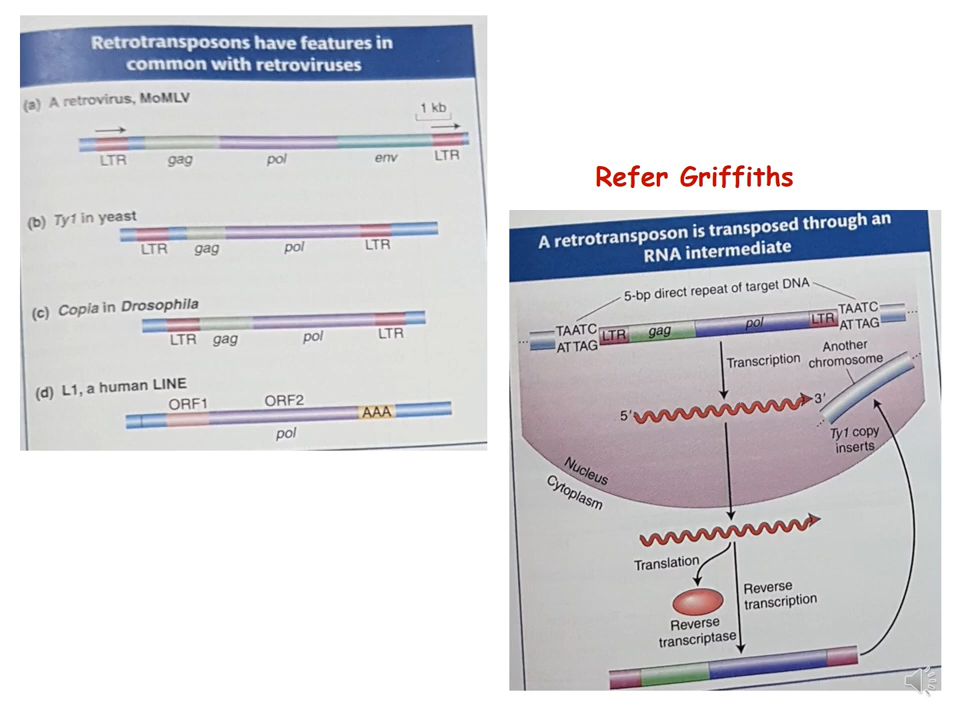 Retrotransposons have features in
common with retroviruses
(a) A retrovirus, MoMLV
1 kb
LTR gag pol env LTR
(b) Ty1 in yeast
LTR gag pol LTR
(c) Copia in Drosophila
LTR gag pol LTR
(d) L1, a human LINE
ORF1 ORF2
AAA
pol
Refer Griffiths
A retrotransposon is transposed through an
RNA intermediate
5-bp direct repeat of target DNA
TAATC LTR gag pol LTR TAATC
ATTAG ATTAG
Transcription
Another
chromosome
5′ 3′
Ty1 copy
inserts
Nucleus
Cytoplasm
Translation
Reverse
transcription
Reverse
transcriptase